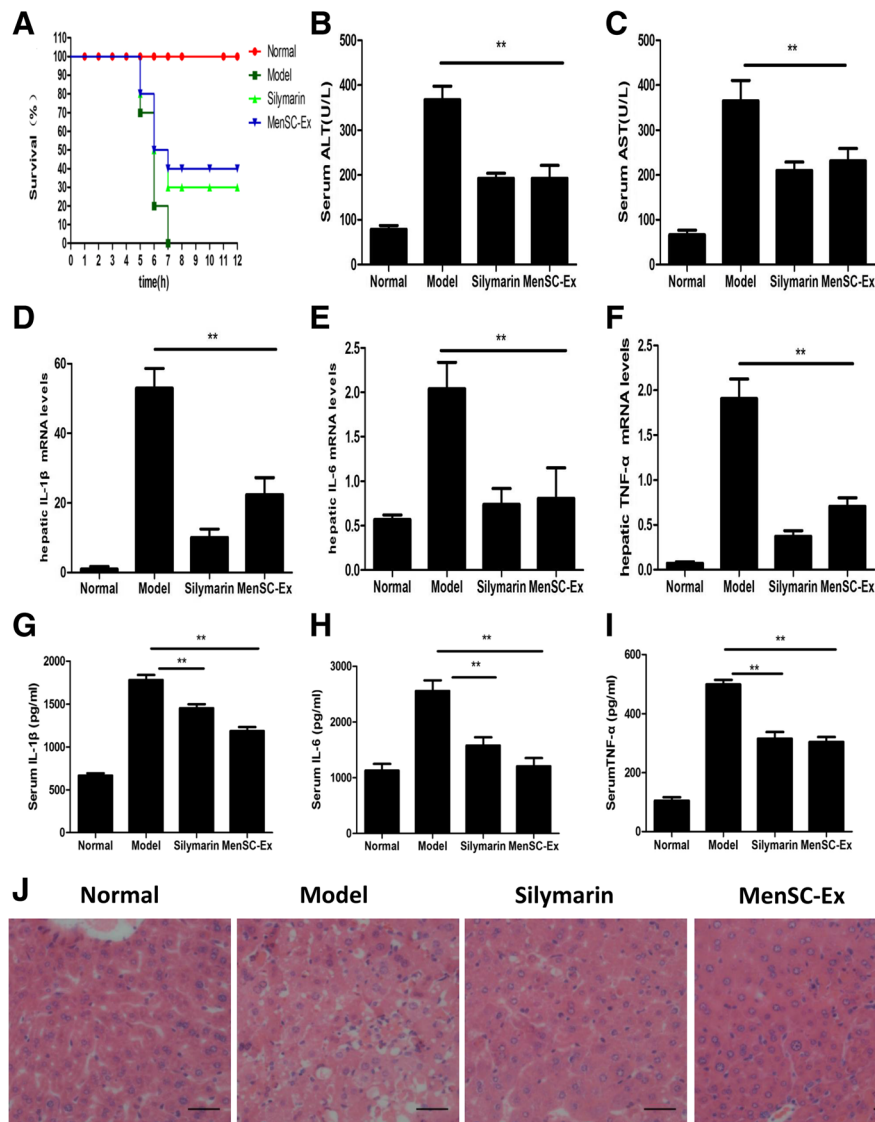 A
110
100
90
80
70
60
50
40
30
20
10
0
Survival (%)
0 1 2 3 4 5 6 7 8 9 10 11 12
time(h)
Normal
Model
Silymarin
MenSC-Ex
B
**
500
400
300
200
100
0
Serum ALT(U/L)
Normal Model Silymarin MenSC-Ex
C
**
500
400
300
200
100
0
Serum AST(U/L)
Normal Model Silymarin MenSC-Ex
D
**
60
40
20
0
hepatic IL-1β mRNA levels
Normal Model Silymarin MenSC-Ex
E
**
2.5
2.0
1.5
1.0
0.5
0.0
hepatic IL-6 mRNA levels
Normal Model Silymarin MenSC-Ex
F
**
2.5
2.0
1.5
1.0
0.5
0.0
hepatic TNF-α mRNA levels
Normal Model Silymarin MenSC-Ex
G
**
**
2000
1500
1000
500
0
Serum IL-1β (pg/ml)
Normal Model Silymarin MenSC-Ex
H
**
**
3000
2000
1000
0
Serum IL-6 (pg/ml)
Normal Model Silymarin MenSC-Ex
I
**
**
600
400
200
0
SerumTNF-α (pg/ml)
Normal Model Silymarin MenSC-Ex
J
Normal Model Silymarin MenSC-Ex